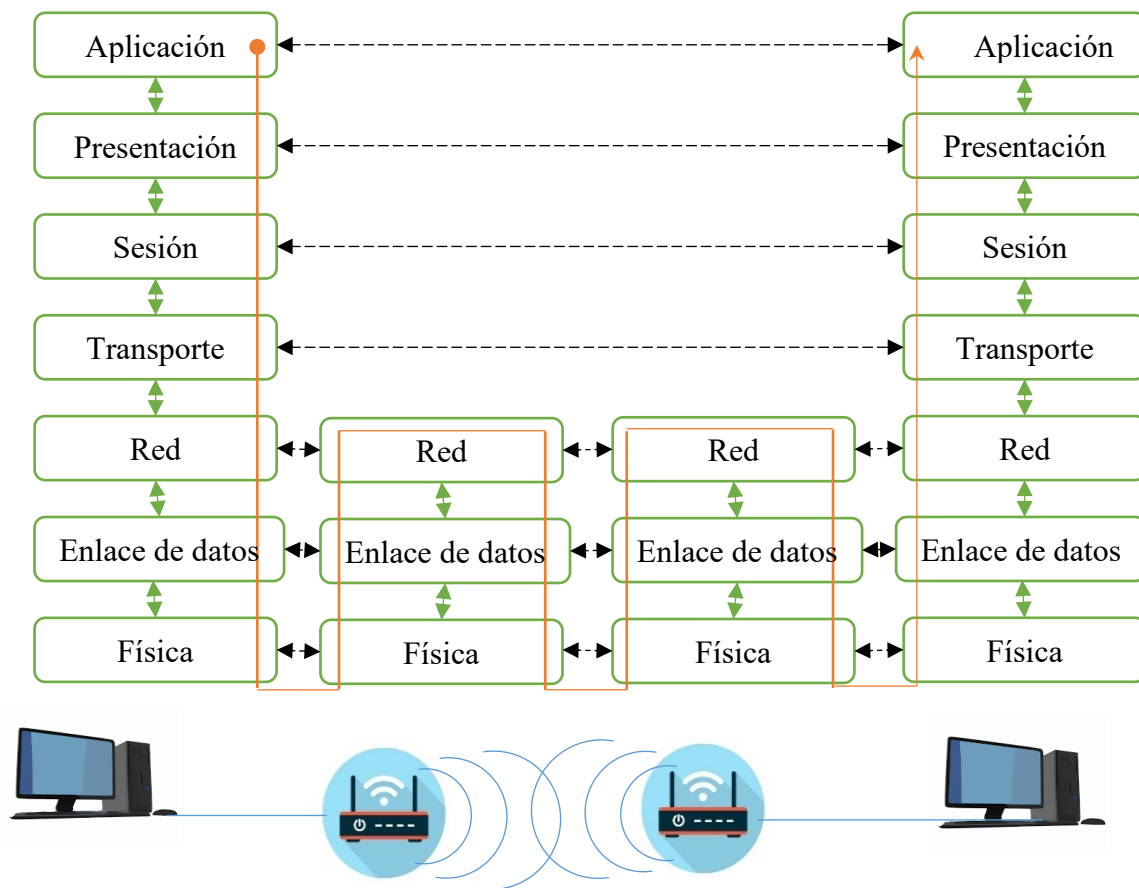 Aplicación
Aplicación
Presentación
Presentación
Sesión
Sesión
Transporte
Transporte
Red
Red
Red
Red
Enlace de datos
Enlace de datos
Enlace de datos
Enlace de datos
Física
Física
Física
Física